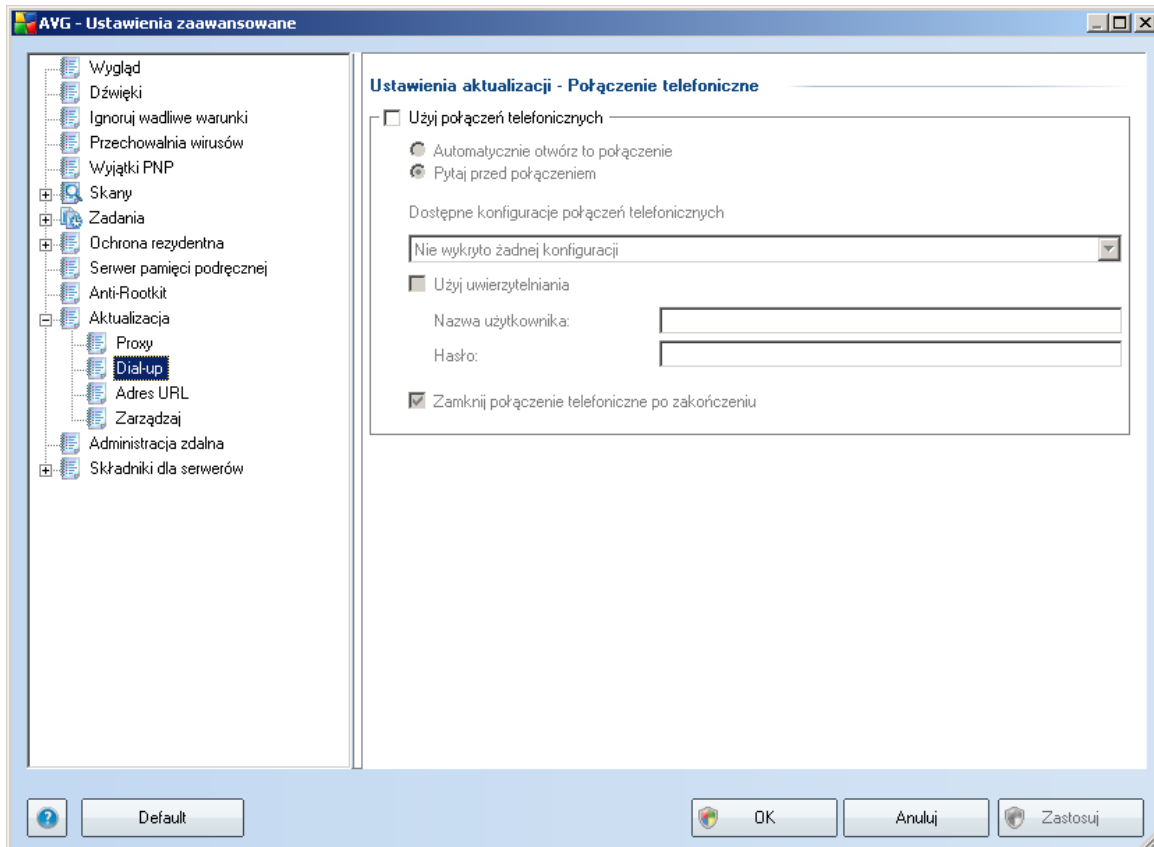 AVG - Ustawienia zaawansowane
Wygląd
Dźwięki
Ignoruj wadliwe warunki
Przechowalnia wirusów
Wyjątki PNP
Skany
Zadania
Ochrona rezydentna
Serwer pamięci podręcznej
Anti-Rootkit
Aktualizacja
Proxy
Dial-up
Adres URL
Zarządzaj
Administracja zdalna
Składniki dla serwerów
Ustawienia aktualizacji - Połączenie telefoniczne
Użyj połączeń telefonicznych
Automatycznie otwórz to połączenie
Pytaj przed połączeniem
Dostępne konfiguracje połączeń telefonicznych
Nie wykryto żadnej konfiguracji
Użyj uwierzytelniania
Nazwa użytkownika:
Hasło:
Zamknij połączenie telefoniczne po zakończeniu
Default
OK
Anuluj
Zastosuj